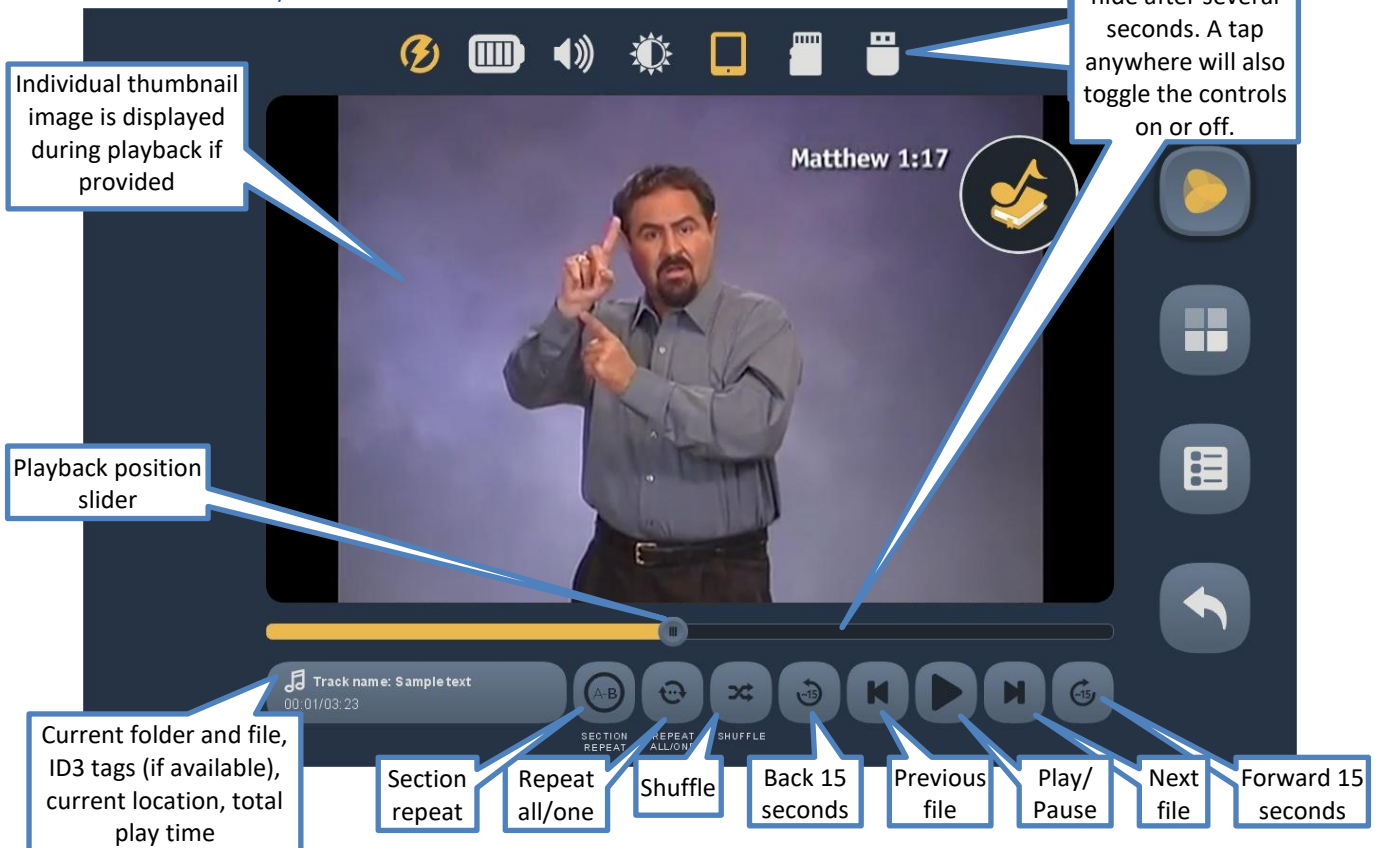 hide after several
seconds. A tap
anywhere will also
toggle the controls
on or off.
Individual thumbnail
image is displayed
during playback if
provided
Matthew 1:17
Playback position
slider
Track name: Sample text
00:01/03:23
A-B
-15
-15
SECTION
REPEAT
REPEAT
ALL/ONE
SHUFFLE
Current folder and file,
ID3 tags (if available),
current location, total
play time
Section
repeat
Repeat
all/one
Shuffle
Back 15
seconds
Previous
file
Play/
Pause
Next
file
Forward 15
seconds